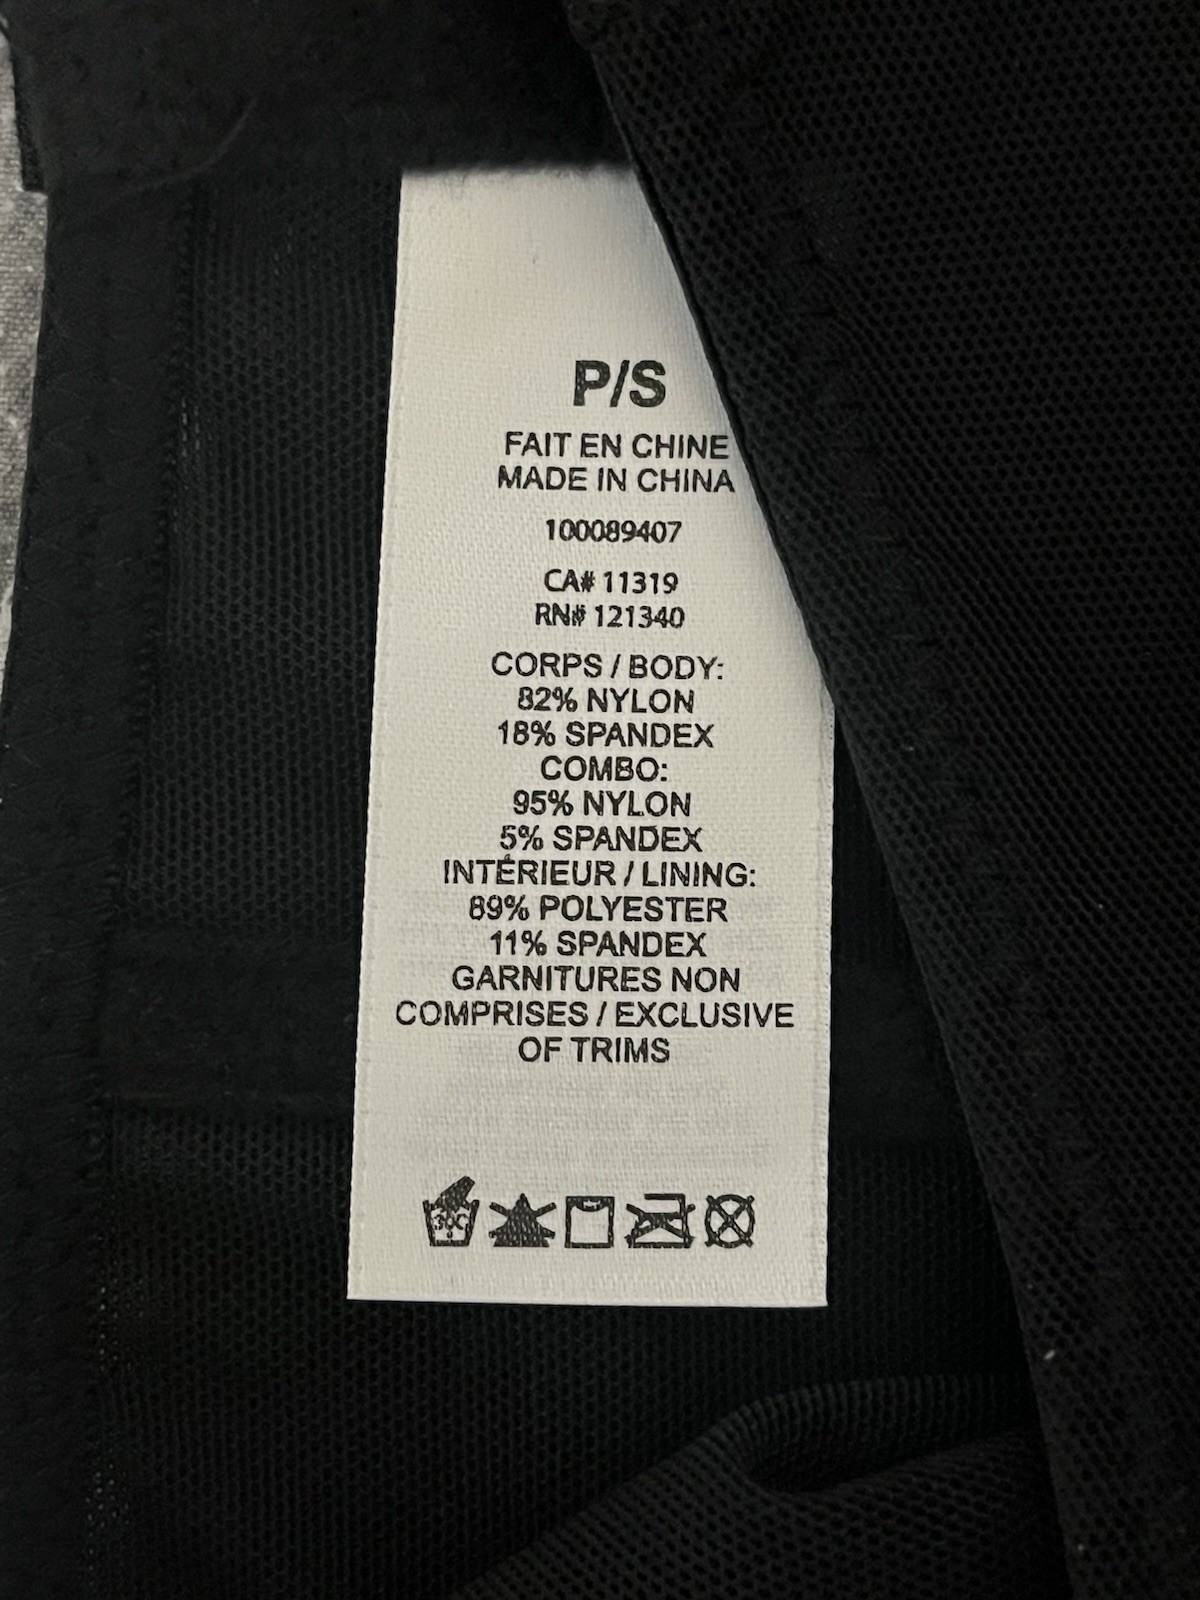 P/S
FAIT EN CHINE
MADE IN CHINA
100089407
CA# 11319
RN# 121340
CORPS / BODY:
82% NYLON
18% SPANDEX
COMBO:
95% NYLON
5% SPANDEX
INTÉRIEUR / LINING:
89% POLYESTER
11% SPANDEX
GARNITURES NON
COMPRISES / EXCLUSIVE
OF TRIMS
30C